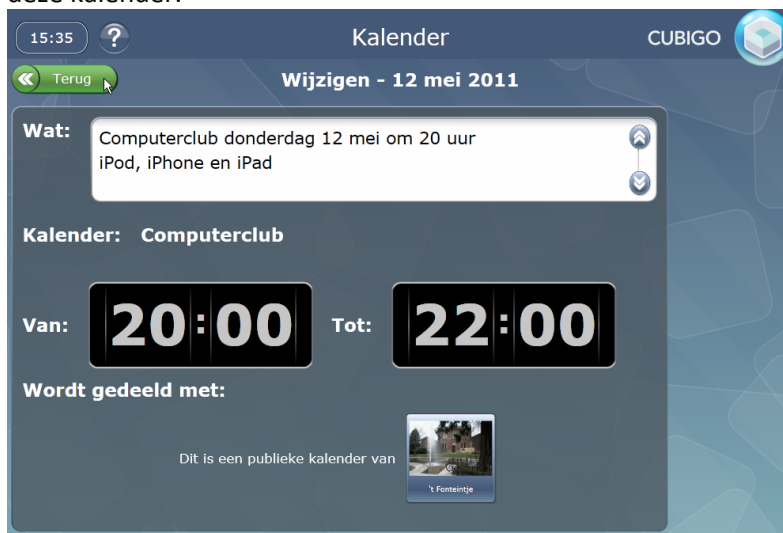 deze kalender.
15:35 ? Kalender CUBIGO
Terug Wijzigen - 12 mei 2011
Wat: Computerclub donderdag 12 mei om 20 uur
iPod, iPhone en iPad
Kalender: Computerclub
Van: 20:00 Tot: 22:00
Wordt gedeeld met:
Dit is een publieke kalender van
't Fonteintje